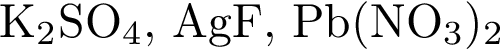 K₂SO₄, AgF, Pb(NO₃)₂